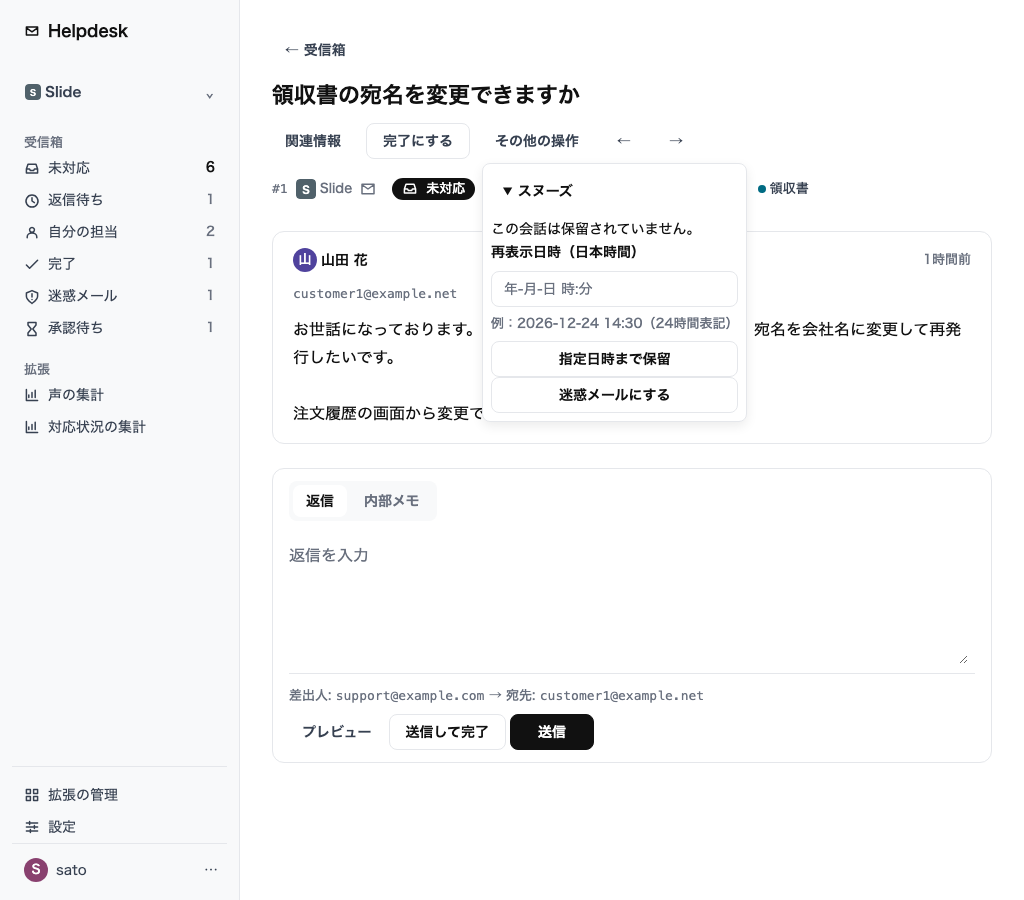 Helpdesk
S Slide
受信箱
未対応 6
返信待ち 1
自分の担当 2
完了 1
迷惑メール 1
承認待ち 1
拡張
声の集計
対応状況の集計
拡張の管理
設定
S sato ...
← 受信箱
領収書の宛名を変更できますか
関連情報 完了にする その他の操作 ← →
#1 S Slide 未対応 領収書
▼ スヌーズ
この会話は保留されていません。
再表示日時（日本時間）
年-月-日 時:分
例：2026-12-24 14:30（24時間表記）
指定日時まで保留
迷惑メールにする
山 山田 花 1時間前
customer1@example.net
お世話になっております。 宛名を会社名に変更して再発
行したいです。
注文履歴の画面から変更で
返信 内部メモ
返信を入力
差出人: support@example.com → 宛先: customer1@example.net
プレビュー 送信して完了 送信